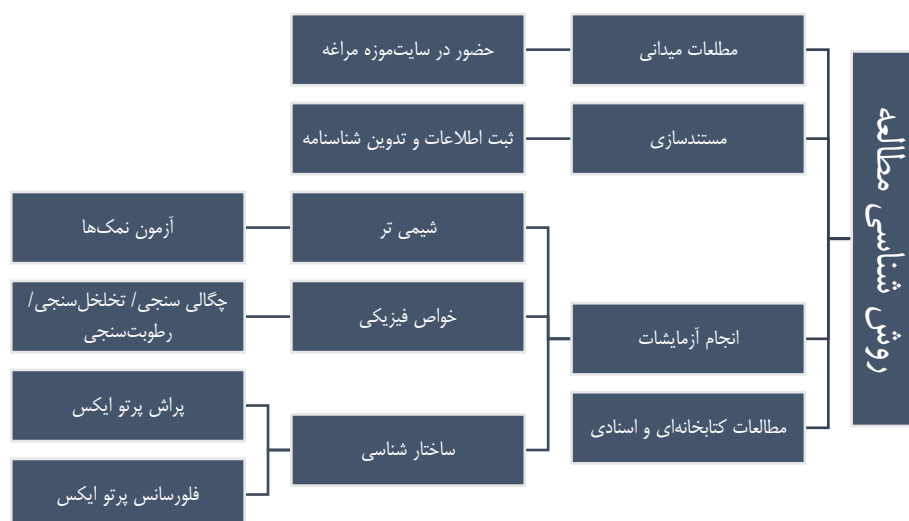 روش شناسی مطالعه
مطلعات میدانی
حضور در سایت‌موزه مراغه
مستندسازی
ثبت اطلاعات و تدوین شناسنامه
انجام آزمایشات
شیمی تر
آزمون نمک‌ها
خواص فیزیکی
چگالی سنجی/ تخلخل‌سنجی/
رطوبت‌سنجی
ساختار شناسی
پراش پرتو ایکس
فلورسانس پرتو ایکس
مطالعات کتابخانه‌ای و اسنادی